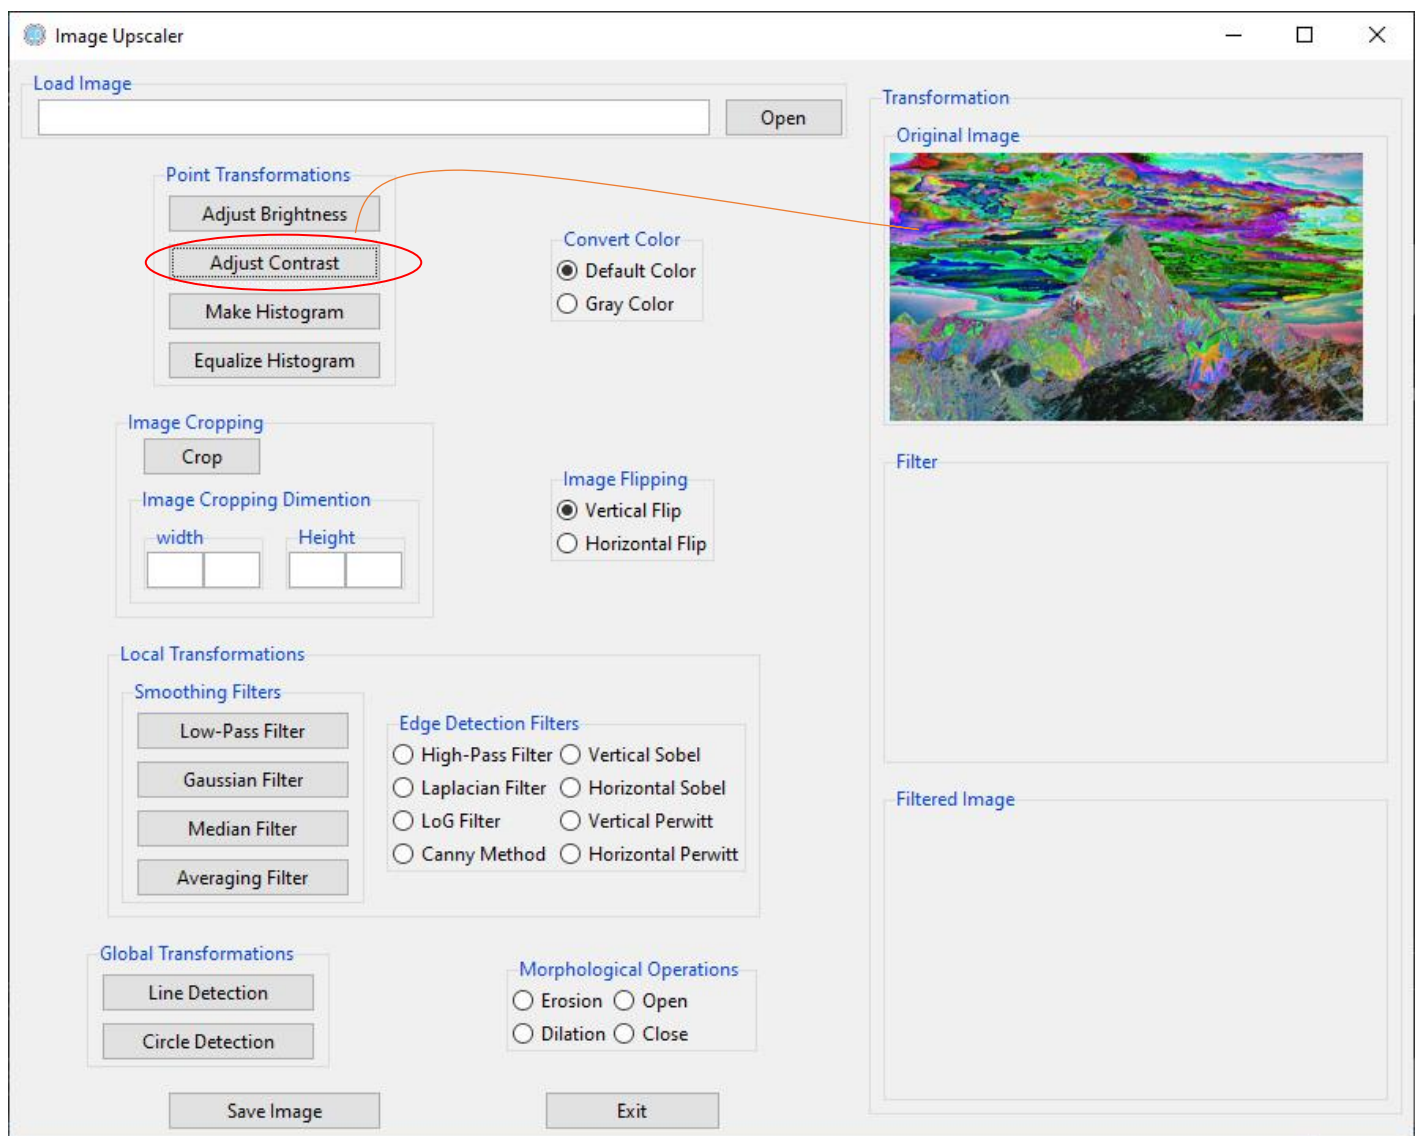 Image Upscaler
Load Image
Open
Point Transformations
Adjust Brightness
Adjust Contrast
Make Histogram
Equalize Histogram
Convert Color
Default Color
Gray Color
Image Cropping
Crop
Image Cropping Dimention
width
Height
Image Flipping
Vertical Flip
Horizontal Flip
Local Transformations
Smoothing Filters
Low-Pass Filter
Gaussian Filter
Median Filter
Averaging Filter
Edge Detection Filters
High-Pass Filter Vertical Sobel
Laplacian Filter Horizontal Sobel
LoG Filter Vertical Perwitt
Canny Method Horizontal Perwitt
Global Transformations
Line Detection
Circle Detection
Morphological Operations
Erosion Open
Dilation Close
Save Image
Exit
Transformation
Original Image
Filter
Filtered Image